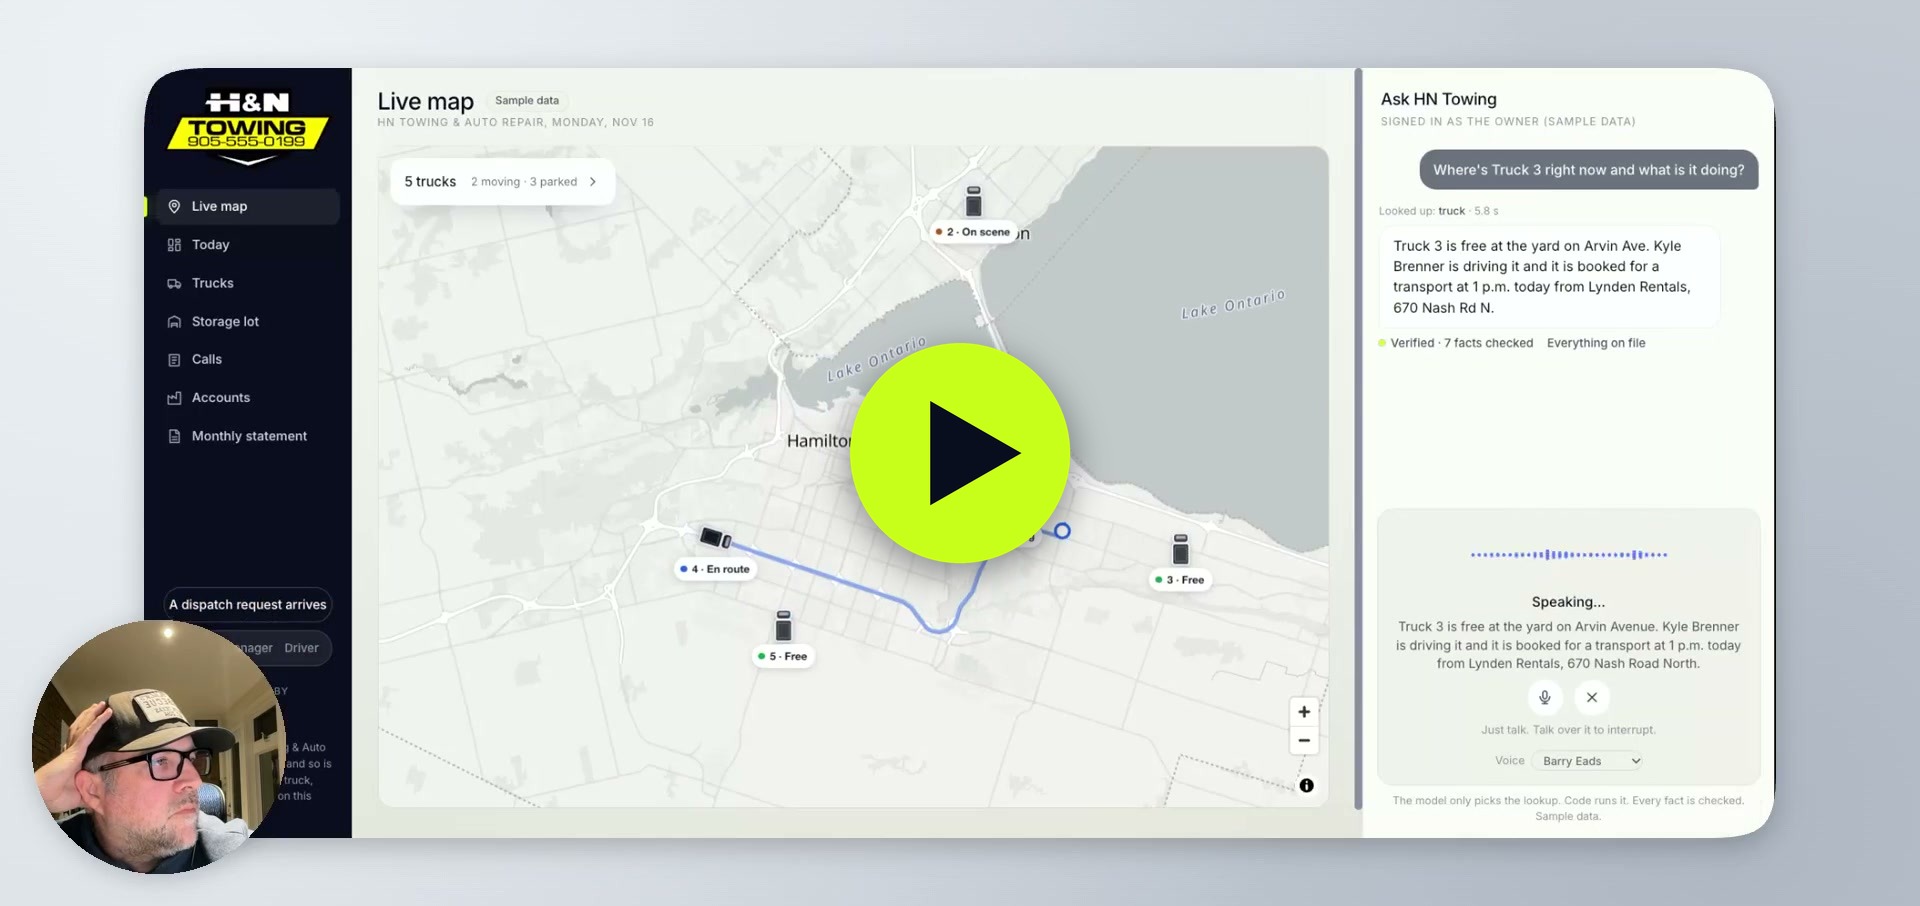 H&N
TOWING
905-555-0199
Live map
Today
Trucks
Storage lot
Calls
Accounts
Monthly statement
A dispatch request arrives
Driver
BY
& Auto
and so is
truck,
on this
Live map
Sample data
HN TOWING & AUTO REPAIR, MONDAY, NOV 16
5 trucks 2 moving · 3 parked
2 · On scene
Lake Ontario
Lake Ontario
4 · En route
3 · Free
5 · Free
+
−
Ask HN Towing
SIGNED IN AS THE OWNER (SAMPLE DATA)
Where's Truck 3 right now and what is it doing?
Looked up: truck · 5.8 s
Truck 3 is free at the yard on Arvin Ave. Kyle
Brenner is driving it and it is booked for a
transport at 1 p.m. today from Lynden Rentals,
670 Nash Rd N.
Verified · 7 facts checked Everything on file
Speaking...
Truck 3 is free at the yard on Arvin Avenue. Kyle Brenner
is driving it and it is booked for a transport at 1 p.m. today
from Lynden Rentals, 670 Nash Road North.
Just talk. Talk over it to interrupt.
Voice Barry Eads
The model only picks the lookup. Code runs it. Every fact is checked.
Sample data.